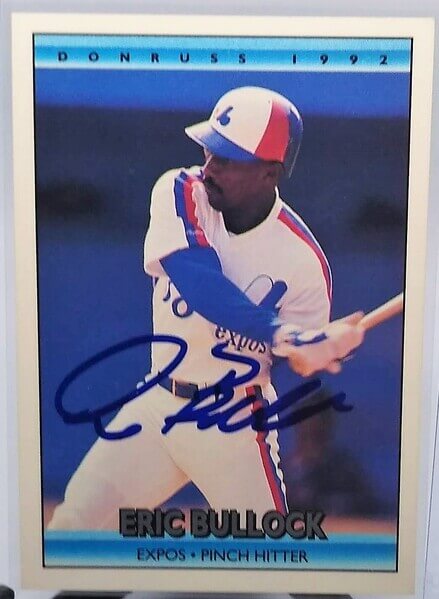 DONRUSS 1992
expos
ERIC BULLOCK
EXPOS • PINCH HITTER